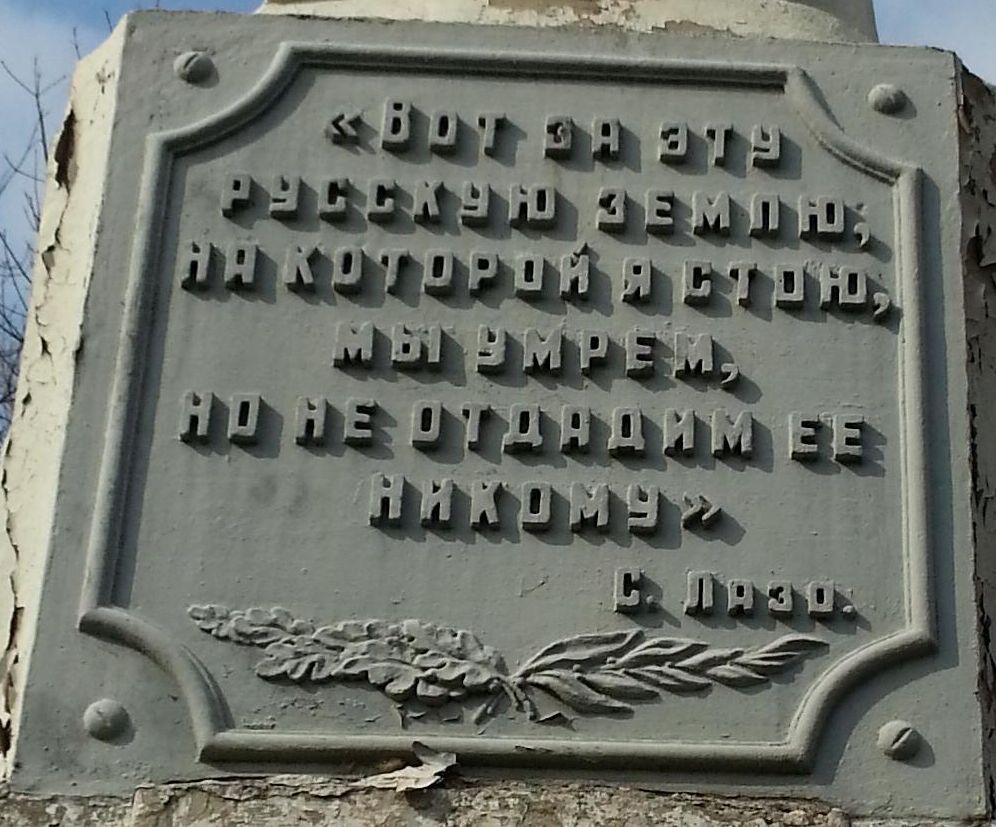 «Вот за эту
русскую землю,
на которой я стою,
мы умрем,
но не отдадим ее
никому»
С. Лазо.